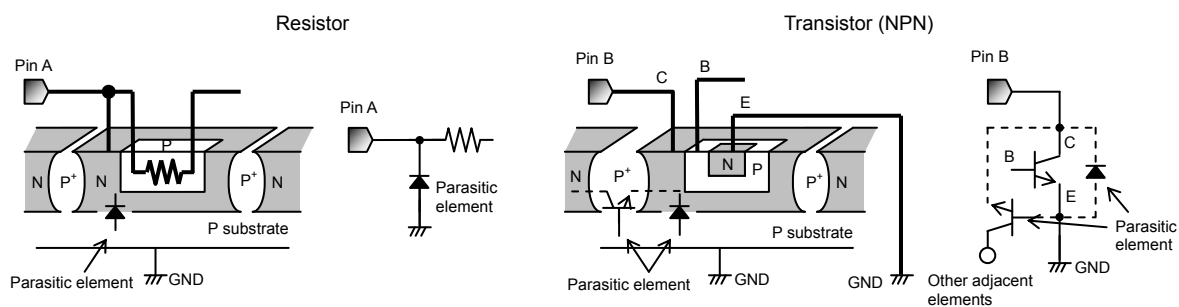 Resistor
Transistor (NPN)
Pin A
P
N
P+
N
P+
N
P substrate
Parasitic element
GND
Pin A
Parasitic
element
Pin B
C
B
E
N
P+
N
N
P
P+
N
P substrate
Parasitic element
GND
GND
Pin B
C
B
E
GND
Parasitic
element
Other adjacent
elements